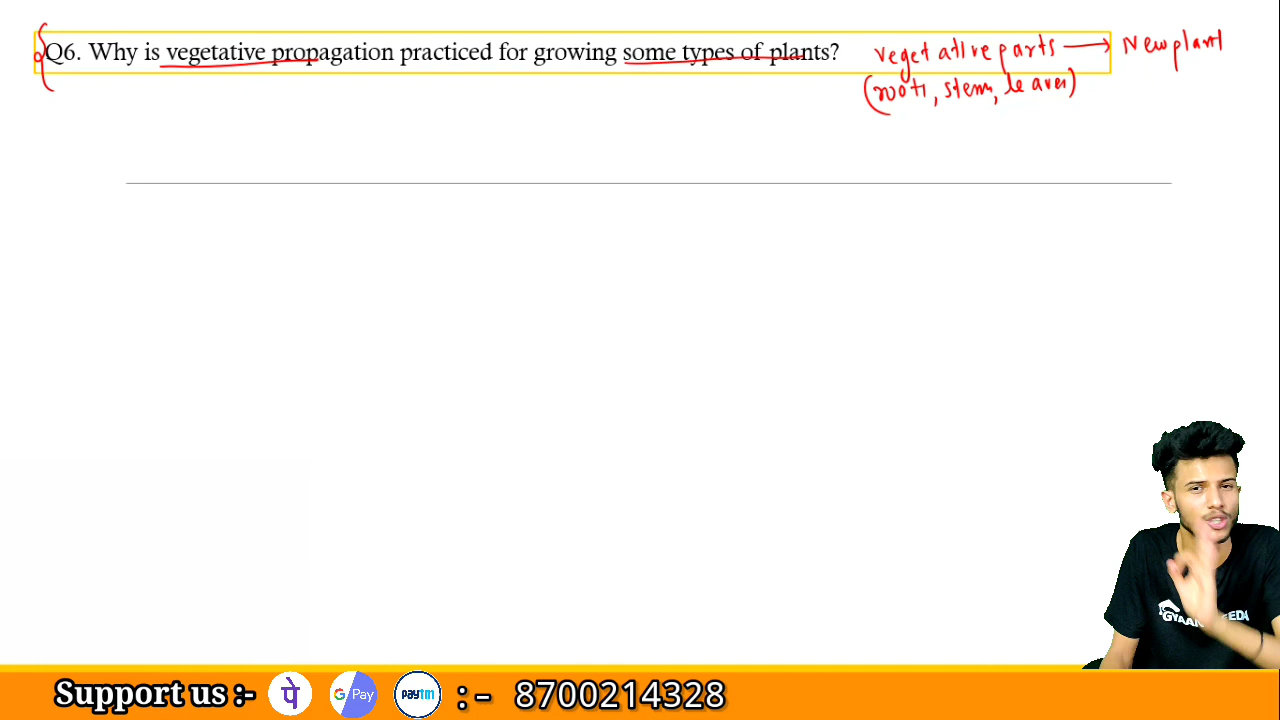 Q6. Why is vegetative propagation practiced for growing some types of plants?
vegetative parts → New plant
(roots, stem, leaves)
Support us :- पे G Pay paytm : - 8700214328